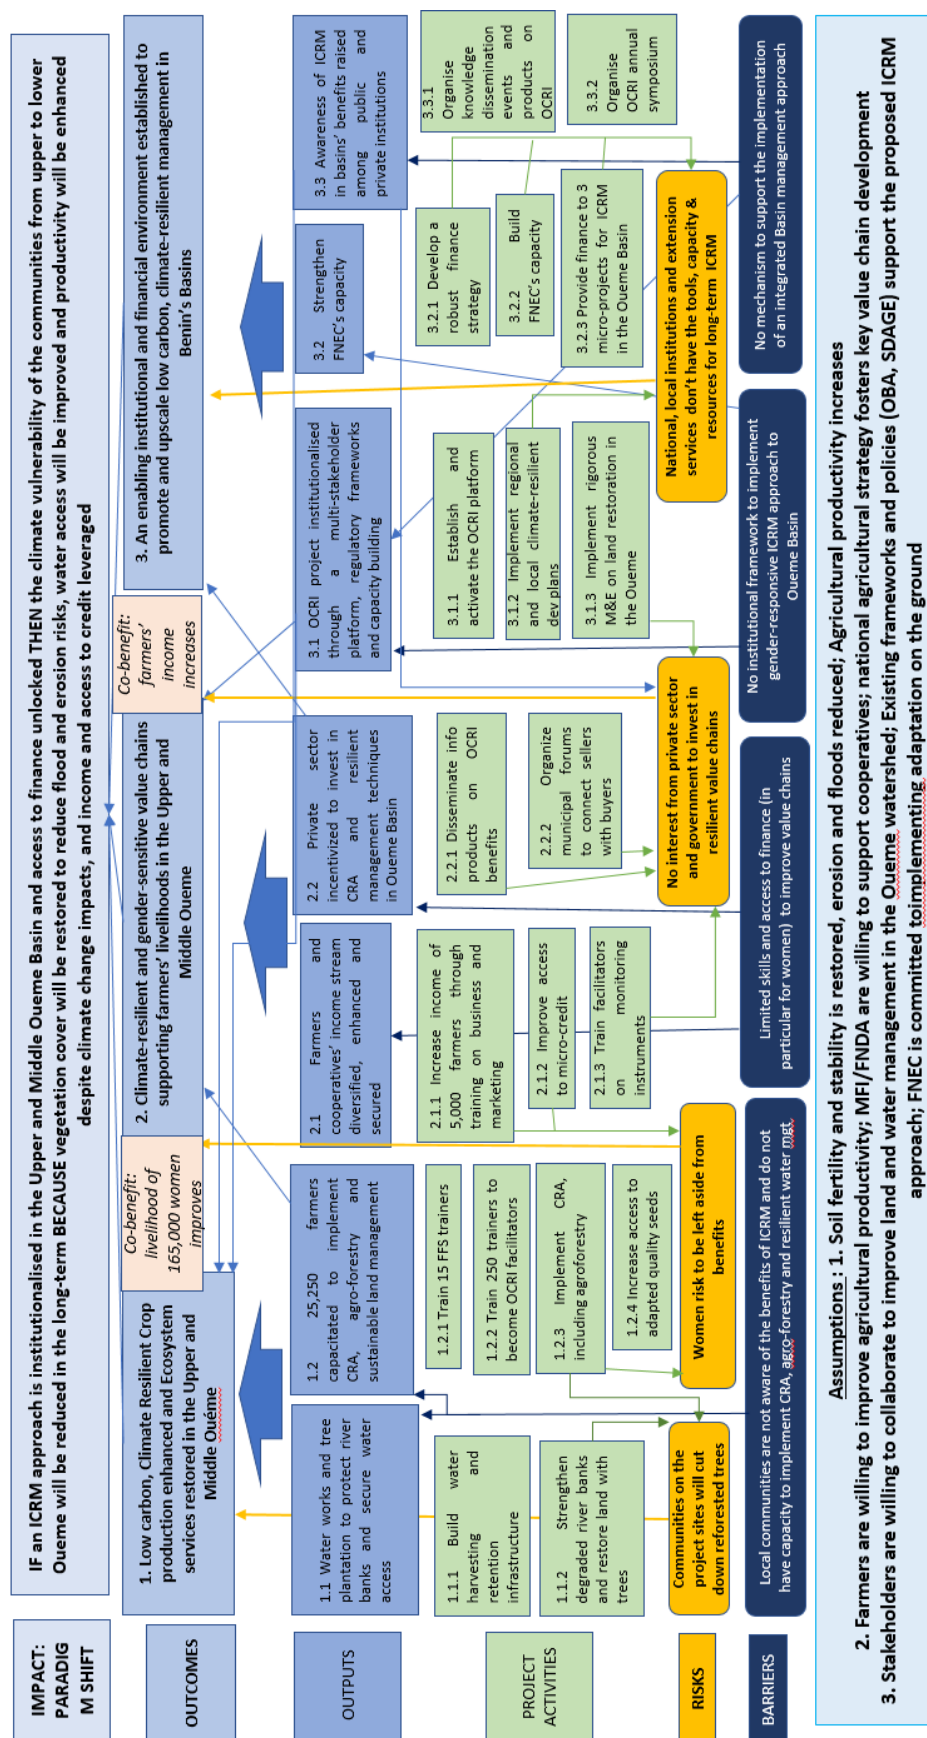 IMPACT:
PARADIG
M SHIFT
IF an ICRM approach is institutionalised in the Upper and Middle Oueme Basin and access to finance unlocked THEN the climate vulnerability of the communities from upper to lower
Oueme will be reduced in the long-term BECAUSE vegetation cover will be restored to reduce flood and erosion risks, water access will be improved and productivity will be enhanced
despite climate change impacts, and income and access to credit leveraged
OUTCOMES
1. Low carbon, Climate Resilient Crop
production enhanced and Ecosystem
services restored in the Upper and
Middle Ouéme
Co-benefit:
livelihood of
165,000 women
improves
2. Climate-resilient and gender-sensitive value chains
supporting farmers' livelihoods in the Upper and
Middle Oueme
Co-benefit:
farmers'
income
increases
3. An enabling institutional and financial environment established to
promote and upscale low carbon, climate-resilient management in
Benin's Basins
OUTPUTS
1.1 Water works and tree
plantation to protect river
banks and secure water
access
1.2 25,250 farmers
capacitated to implement
CRA, agro-forestry and
sustainable land management
2.1 Farmers and
cooperatives' income stream
diversified, enhanced and
secured
2.2 Private sector
incentivized to invest in
CRA and resilient
management techniques
in Oueme Basin
3.1 OCRI project institutionalised
through a multi-stakeholder
platform, regulatory frameworks
and capacity building
3.2 Strengthen
FNEC's capacity
3.3 Awareness of ICRM
in basins' benefits raised
among public and
private institutions
PROJECT
ACTIVITIES
1.1.1 Build water
harvesting and
retention
infrastructure
1.1.2 Strengthen
degraded river banks
and restore land with
trees
1.2.1 Train 15 FFS trainers
1.2.2 Train 250 trainers to
become OCRI facilitators
1.2.3 Implement CRA,
including agroforestry
1.2.4 Increase access to
adapted quality seeds
2.1.1 Increase income of
5,000 farmers through
training on business and
marketing
2.1.2 Improve access
to micro-credit
2.1.3 Train facilitators
on monitoring
instruments
2.2.1 Disseminate info
products on OCRI
benefits
2.2.2 Organize
municipal forums
to connect sellers
with buyers
3.1.1 Establish and
activate the OCRI platform
3.1.2 Implement regional
and local climate-resilient
dev plans
3.1.3 Implement rigorous
M&E on land restoration in
the Oueme
3.2.1 Develop a
robust finance
strategy
3.2.2 Build
FNEC's capacity
3.2.3 Provide finance to 3
micro-projects for ICRM
in the Oueme Basin
3.3.1
Organise
knowledge
dissemination
events and
products on
OCRI
3.3.2
Organise
OCRI annual
symposium
RISKS
Communities on the
project sites will cut
down reforested trees
Women risk to be left aside from
benefits
No interest from private sector
and government to invest in
resilient value chains
National, local institutions and extension
services don't have the tools, capacity &
resources for long-term ICRM
BARRIERS
Local communities are not aware of the benefits of ICRM and do not
have capacity to implement CRA, agro-forestry and resilient water mgt
Limited skills and access to finance (in
particular for women) to improve value chains
No institutional framework to implement
gender-responsive ICRM approach to
Oueme Basin
No mechanism to support the implementation
of an integrated Basin management approach
Assumptions : 1. Soil fertility and stability is restored, erosion and floods reduced; Agricultural productivity increases
2. Farmers are willing to improve agricultural productivity; MFI/FNDA are willing to support cooperatives; national agricultural strategy fosters key value chain development
3. Stakeholders are willing to collaborate to improve land and water management in the Oueme watershed; Existing frameworks and policies (OBA, SDAGE) support the proposed ICRM
approach; FNEC is committed toimplementing adaptation on the ground